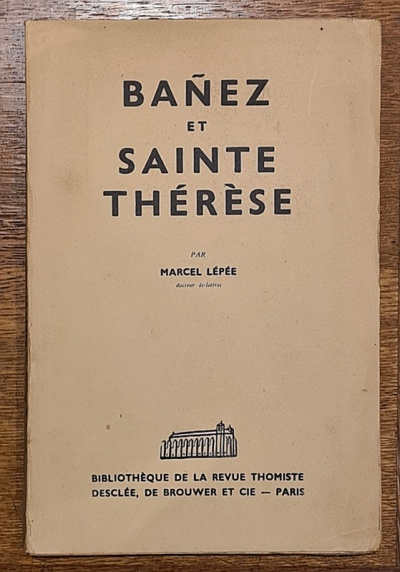 BAÑEZ
ET
SAINTE
THÉRÈSE
PAR
MARCEL LÉPÉE
docteur ès-lettres
BIBLIOTHÈQUE DE LA REVUE THOMISTE
DESCLÉE, DE BROUWER ET CIE — PARIS